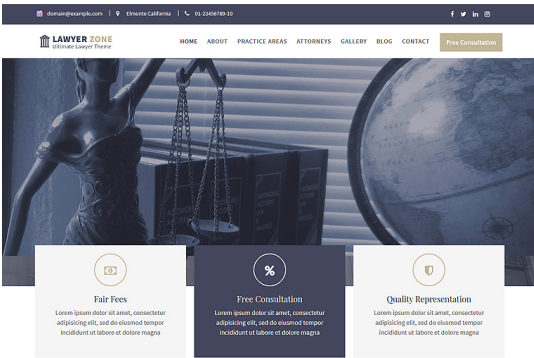 domain@example.com
Elmonte California
01-23456789-10
LAWYER ZONE
Ultimate Lawyer Theme
HOME
ABOUT
PRACTICE AREAS
ATTORNEYS
GALLERY
BLOG
CONTACT
Free Consultation
Fair Fees
Lorem ipsum dolor sit amet, consectetur
adipisicing elit, sed do eiusmod tempor
incididunt ut labore et dolore magna
Free Consultation
Lorem ipsum dolor sit amet, consectetur
adipisicing elit, sed do eiusmod tempor
incididunt ut labore et dolore magna
Quality Representation
Lorem ipsum dolor sit amet, consectetur
adipisicing elit, sed do eiusmod tempor
incididunt ut labore et dolore magna